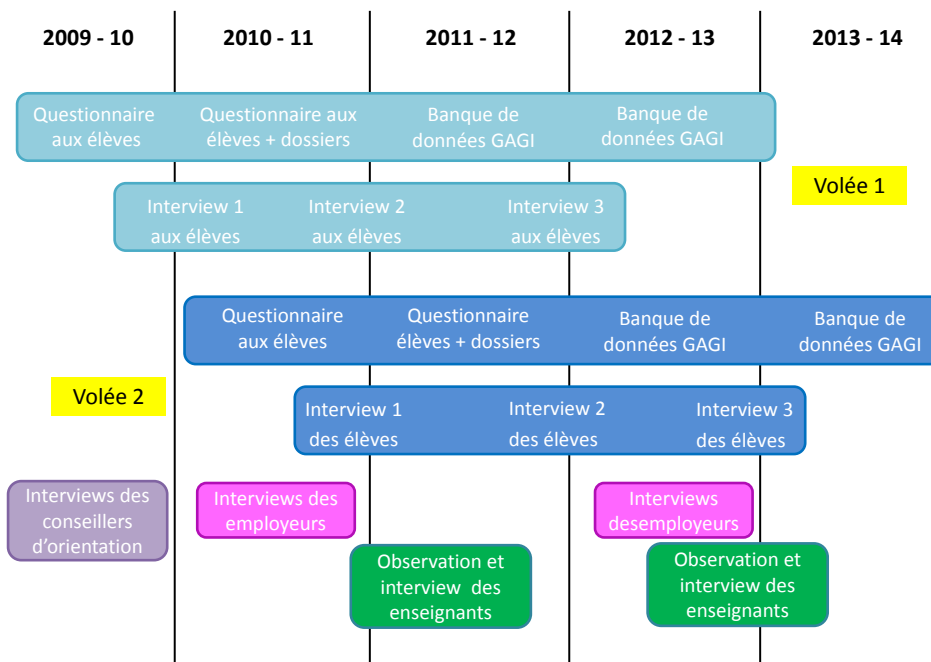 2009 - 10
2010 - 11
2011 - 12
2012 - 13
2013 - 14
Questionnaire
aux élèves
Questionnaire aux
élèves + dossiers
Banque de
données GAGI
Banque de
données GAGI
Volée 1
Interview 1
aux élèves
Interview 2
aux élèves
Interview 3
aux élèves
Questionnaire
aux élèves
Questionnaire
élèves + dossiers
Banque de
données GAGI
Banque de
données GAGI
Volée 2
Interview 1
des élèves
Interview 2
des élèves
Interview 3
des élèves
Interviews des
conseillers
d'orientation
Interviews des
employeurs
Interviews
desemployeurs
Observation et
interview des
enseignants
Observation et
interview des
enseignants